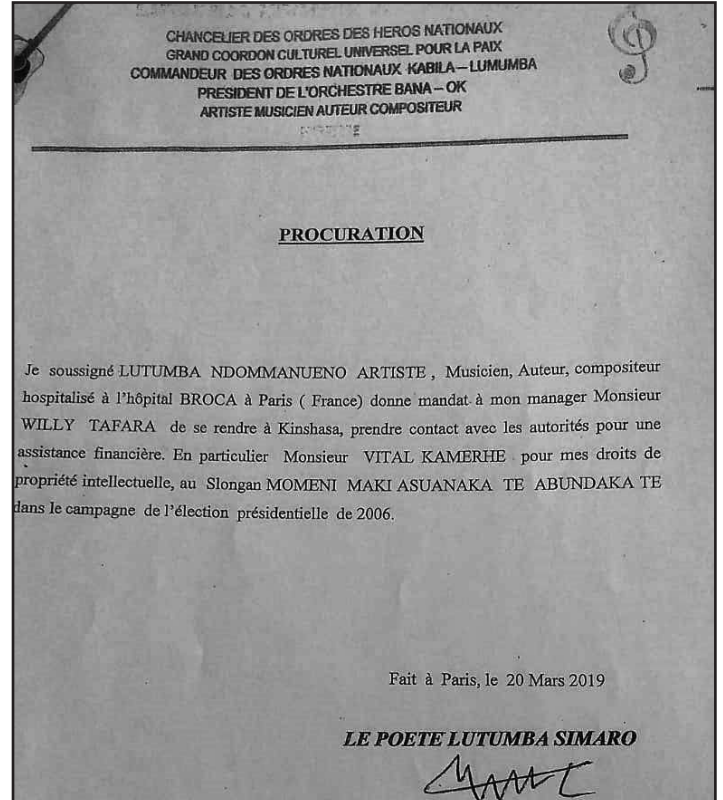 CHANCELIER DES ORDRES DES HEROS NATIONAUX
GRAND COORDON CULTUREL UNIVERSEL POUR LA PAIX
COMMANDEUR DES ORDRES NATIONAUX KABILA – LUMUMBA
PRESIDENT DE L'ORCHESTRE BANA – OK
ARTISTE MUSICIEN AUTEUR COMPOSITEUR
PROCURATION
Je soussigné LUTUMBA NDOMMANUENO ARTISTE , Musicien, Auteur, compositeur
hospitalisé à l'hôpital BROCA à Paris ( France) donne mandat à mon manager Monsieur
WILLY TAFARA de se rendre à Kinshasa, prendre contact avec les autorités pour une
assistance financière. En particulier Monsieur VITAL KAMERHE pour mes droits de
propriété intellectuelle, au Slongan MOMENI MAKI ASUANAKA TE ABUNDAKA TE
dans le campagne de l'élection présidentielle de 2006.
Fait à Paris, le 20 Mars 2019
LE POETE LUTUMBA SIMARO